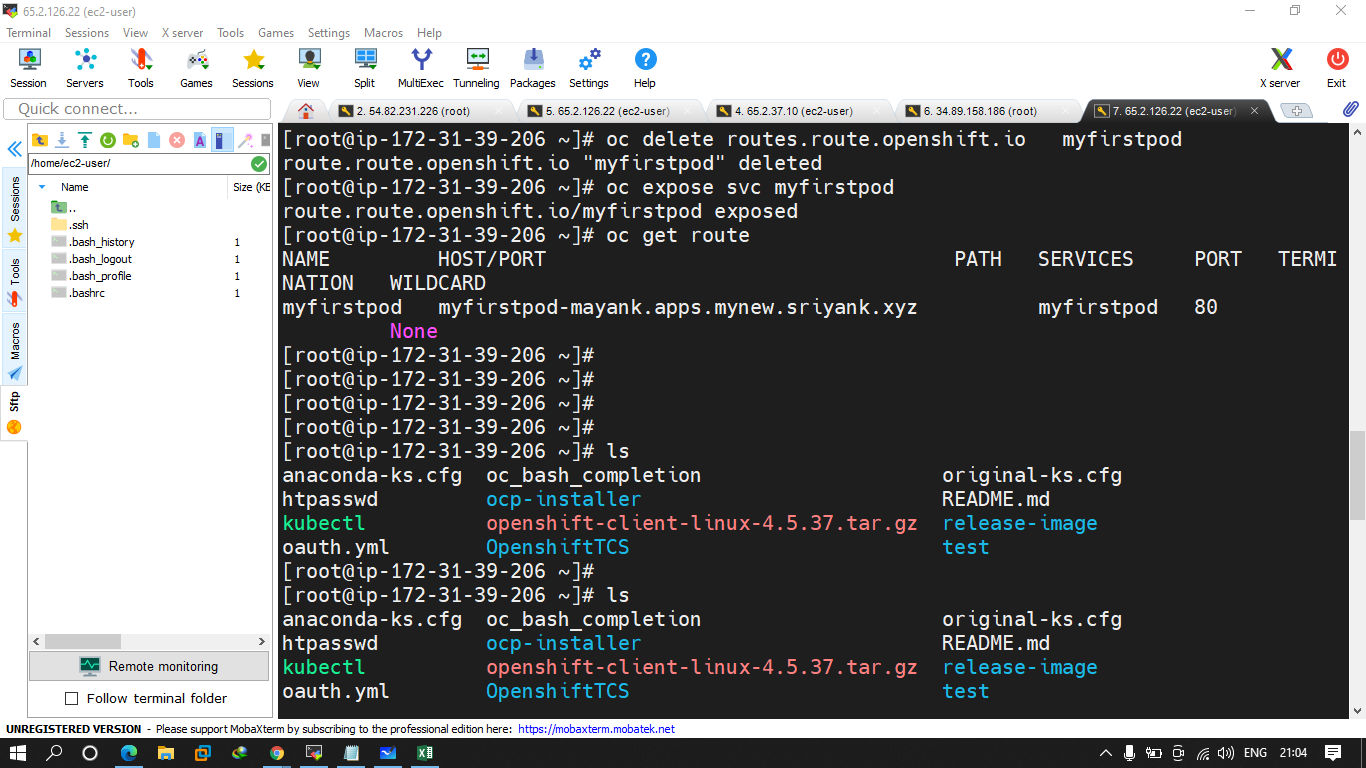 65.2.126.22 (ec2-user)
Terminal Sessions View X server Tools Games Settings Macros Help
Session Servers Tools Games Sessions View Split MultiExec Tunneling Packages Settings Help X server Exit
Quick connect...
2. 54.82.231.226 (root) 5. 65.2.126.22 (ec2-user) 4. 65.2.37.10 (ec2-user) 6. 34.89.158.186 (root) 7. 65.2.126.22 (ec2-user)
/home/ec2-user/
Name Size (KB
..
.ssh
.bash_history 1
.bash_logout 1
.bash_profile 1
.bashrc 1
Sessions
Tools
Macros
Sftp
Remote monitoring
Follow terminal folder
[root@ip-172-31-39-206 ~]# oc delete routes.route.openshift.io   myfirstpod
route.route.openshift.io "myfirstpod" deleted
[root@ip-172-31-39-206 ~]# oc expose svc myfirstpod
route.route.openshift.io/myfirstpod exposed
[root@ip-172-31-39-206 ~]# oc get route
NAME         HOST/PORT                                  PATH   SERVICES     PORT   TERMI
NATION   WILDCARD
myfirstpod   myfirstpod-mayank.apps.mynew.sriyank.xyz          myfirstpod   80
         None
[root@ip-172-31-39-206 ~]#
[root@ip-172-31-39-206 ~]#
[root@ip-172-31-39-206 ~]#
[root@ip-172-31-39-206 ~]#
[root@ip-172-31-39-206 ~]# ls
anaconda-ks.cfg  oc_bash_completion                    original-ks.cfg
htpasswd         ocp-installer                         README.md
kubectl          openshift-client-linux-4.5.37.tar.gz  release-image
oauth.yml        OpenshiftTCS                          test
[root@ip-172-31-39-206 ~]#
[root@ip-172-31-39-206 ~]# ls
anaconda-ks.cfg  oc_bash_completion                    original-ks.cfg
htpasswd         ocp-installer                         README.md
kubectl          openshift-client-linux-4.5.37.tar.gz  release-image
oauth.yml        OpenshiftTCS                          test
UNREGISTERED VERSION - Please support MobaXterm by subscribing to the professional edition here: https://mobaxterm.mobatek.net
ENG 21:04